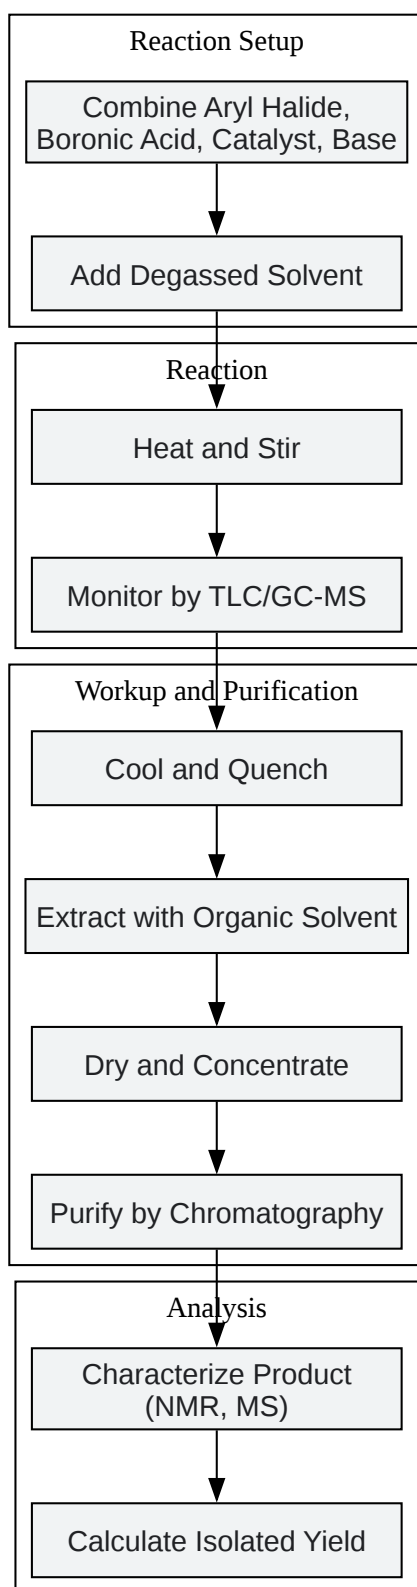 Reaction Setup
Combine Aryl Halide,
Boronic Acid, Catalyst, Base
Add Degassed Solvent
Reaction
Heat and Stir
Monitor by TLC/GC-MS
Workup and Purification
Cool and Quench
Extract with Organic Solvent
Dry and Concentrate
Purify by Chromatography
Analysis
Characterize Product
(NMR, MS)
Calculate Isolated Yield